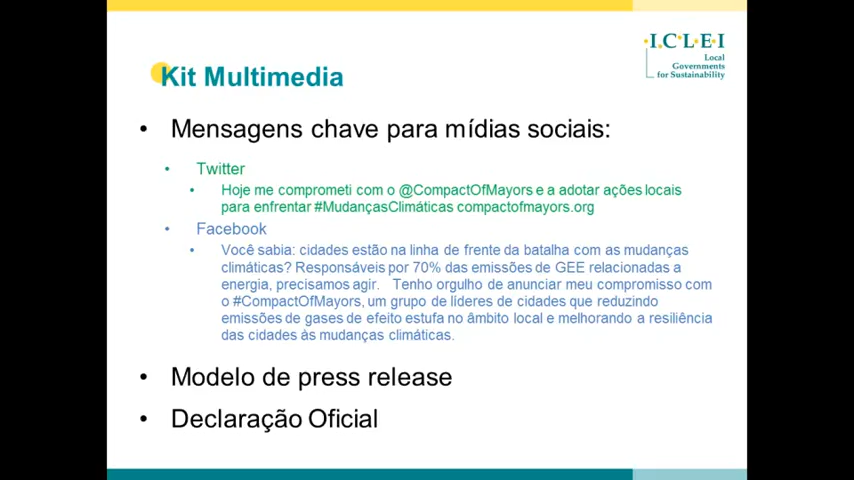 I.C.L.E.I
Local
Governments
for Sustainability
Kit Multimedia
• Mensagens chave para mídias sociais:
• Twitter
• Hoje me comprometi com o @CompactOfMayors e a adotar ações locais
para enfrentar #MudançasClimáticas compactofmayors.org
• Facebook
• Você sabia: cidades estão na linha de frente da batalha com as mudanças
climáticas? Responsáveis por 70% das emissões de GEE relacionadas a
energia, precisamos agir. Tenho orgulho de anunciar meu compromisso com
o #CompactOfMayors, um grupo de líderes de cidades que reduzindo
emissões de gases de efeito estufa no âmbito local e melhorando a resiliência
das cidades às mudanças climáticas.
• Modelo de press release
• Declaração Oficial